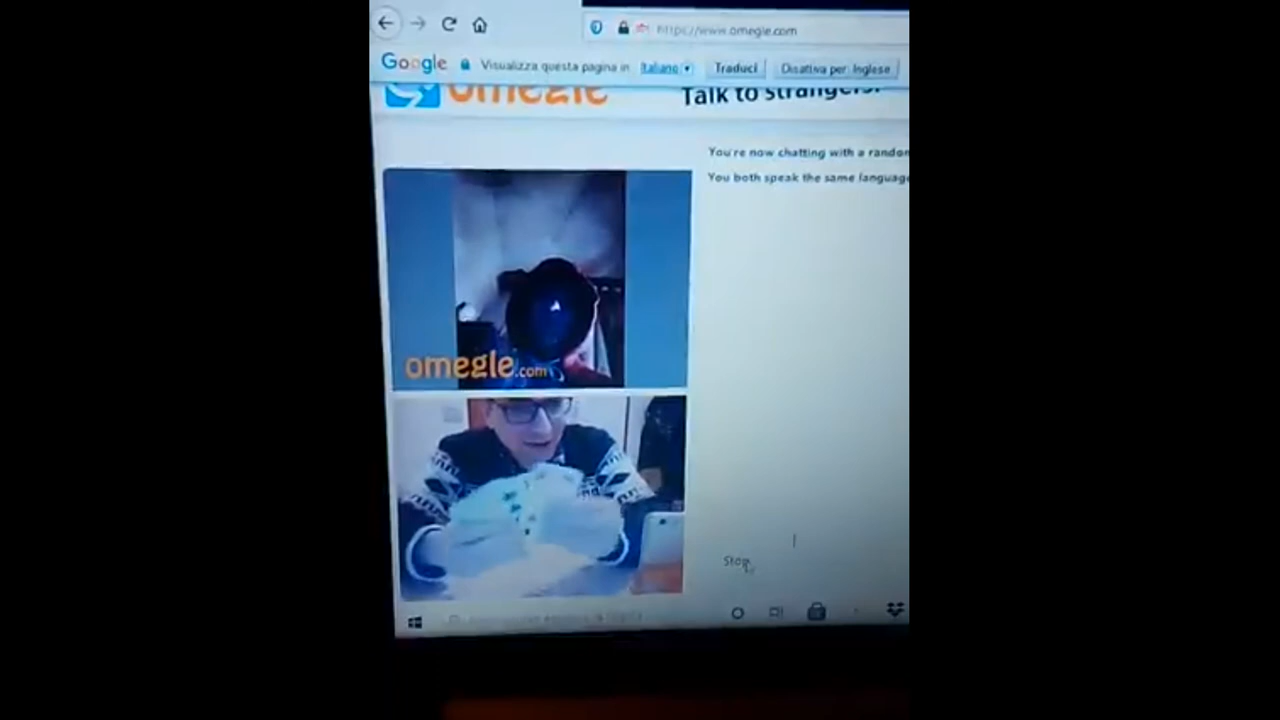 https://www.omegle.com
Google Visualizza questa pagina in Italiano Traduci Disattiva per: Inglese
omegle Talk to strangers!
You're now chatting with a random
You both speak the same language
omegle.com
Stop